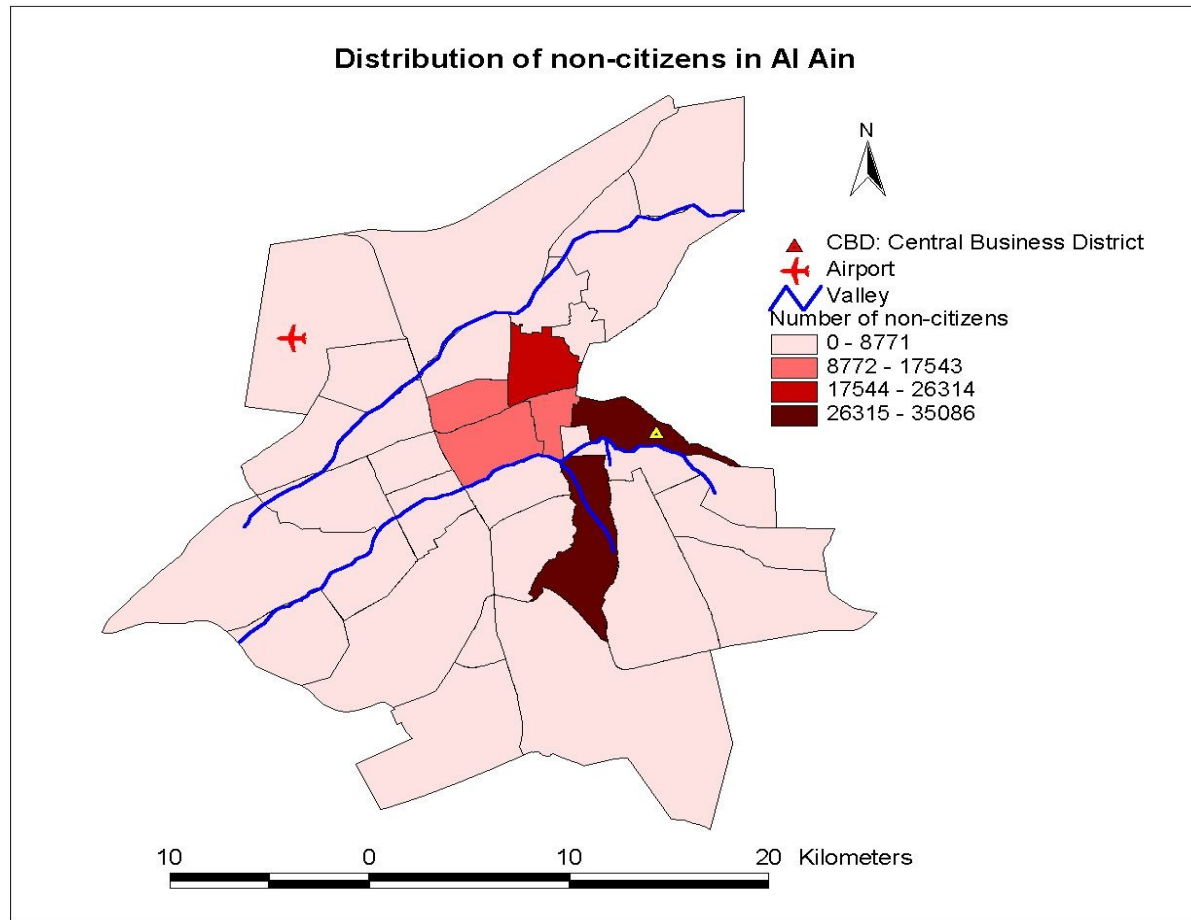 Distribution of non-citizens in Al Ain
N
CBD: Central Business District
Airport
Valley
Number of non-citizens
0 - 8771
8772 - 17543
17544 - 26314
26315 - 35086
10 0 10 20 Kilometers